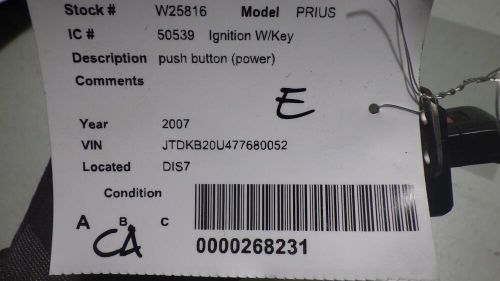 Stock # W25816 Model PRIUS
IC # 50539 Ignition W/Key
Description push button (power)
Comments
E
Year 2007
VIN JTDKB20U477680052
Located DIS7
Condition
A B C
CA
0000268231